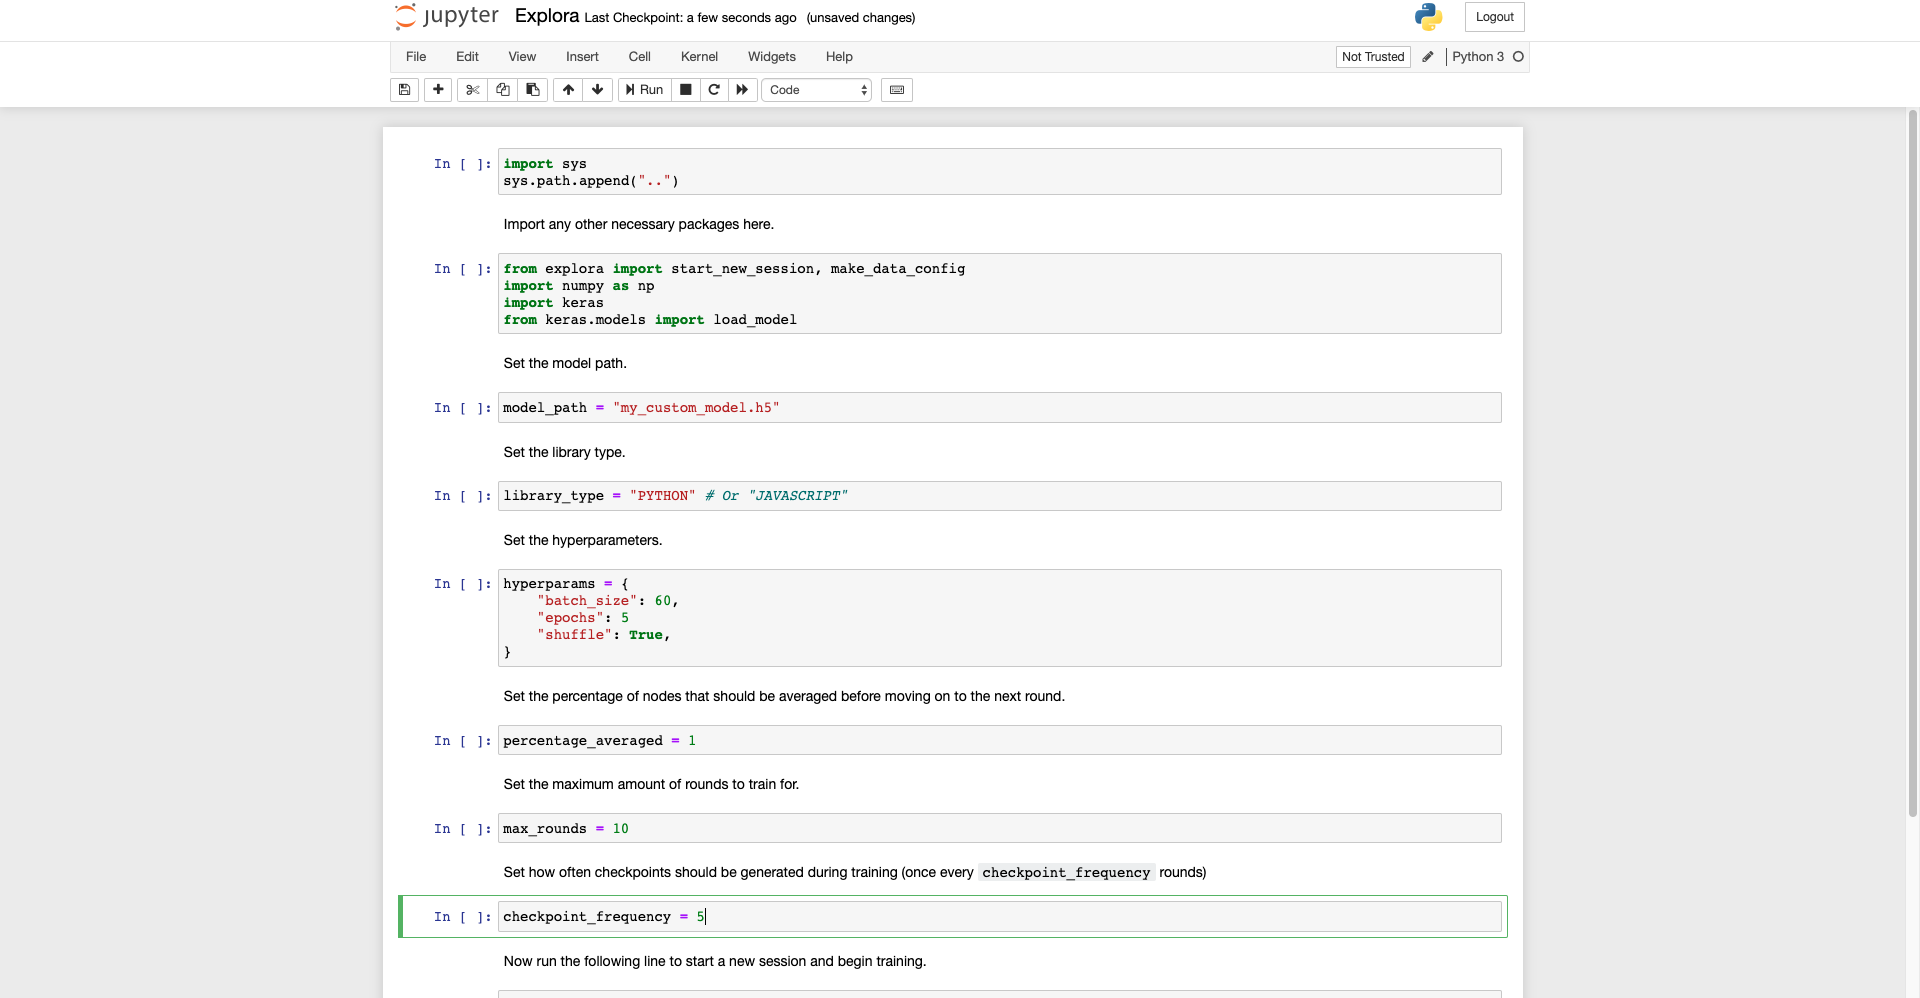 jupyter Explora Last Checkpoint: a few seconds ago (unsaved changes) Logout
File Edit View Insert Cell Kernel Widgets Help Not Trusted Python 3
Run Code
In [ ]: import sys
sys.path.append("..")
Import any other necessary packages here.
In [ ]: from explora import start_new_session, make_data_config
import numpy as np
import keras
from keras.models import load_model
Set the model path.
In [ ]: model_path = "my_custom_model.h5"
Set the library type.
In [ ]: library_type = "PYTHON" # Or "JAVASCRIPT"
Set the hyperparameters.
In [ ]: hyperparams = {
"batch_size": 60,
"epochs": 5
"shuffle": True,
}
Set the percentage of nodes that should be averaged before moving on to the next round.
In [ ]: percentage_averaged = 1
Set the maximum amount of rounds to train for.
In [ ]: max_rounds = 10
Set how often checkpoints should be generated during training (once every checkpoint_frequency rounds)
In [ ]: checkpoint_frequency = 5
Now run the following line to start a new session and begin training.